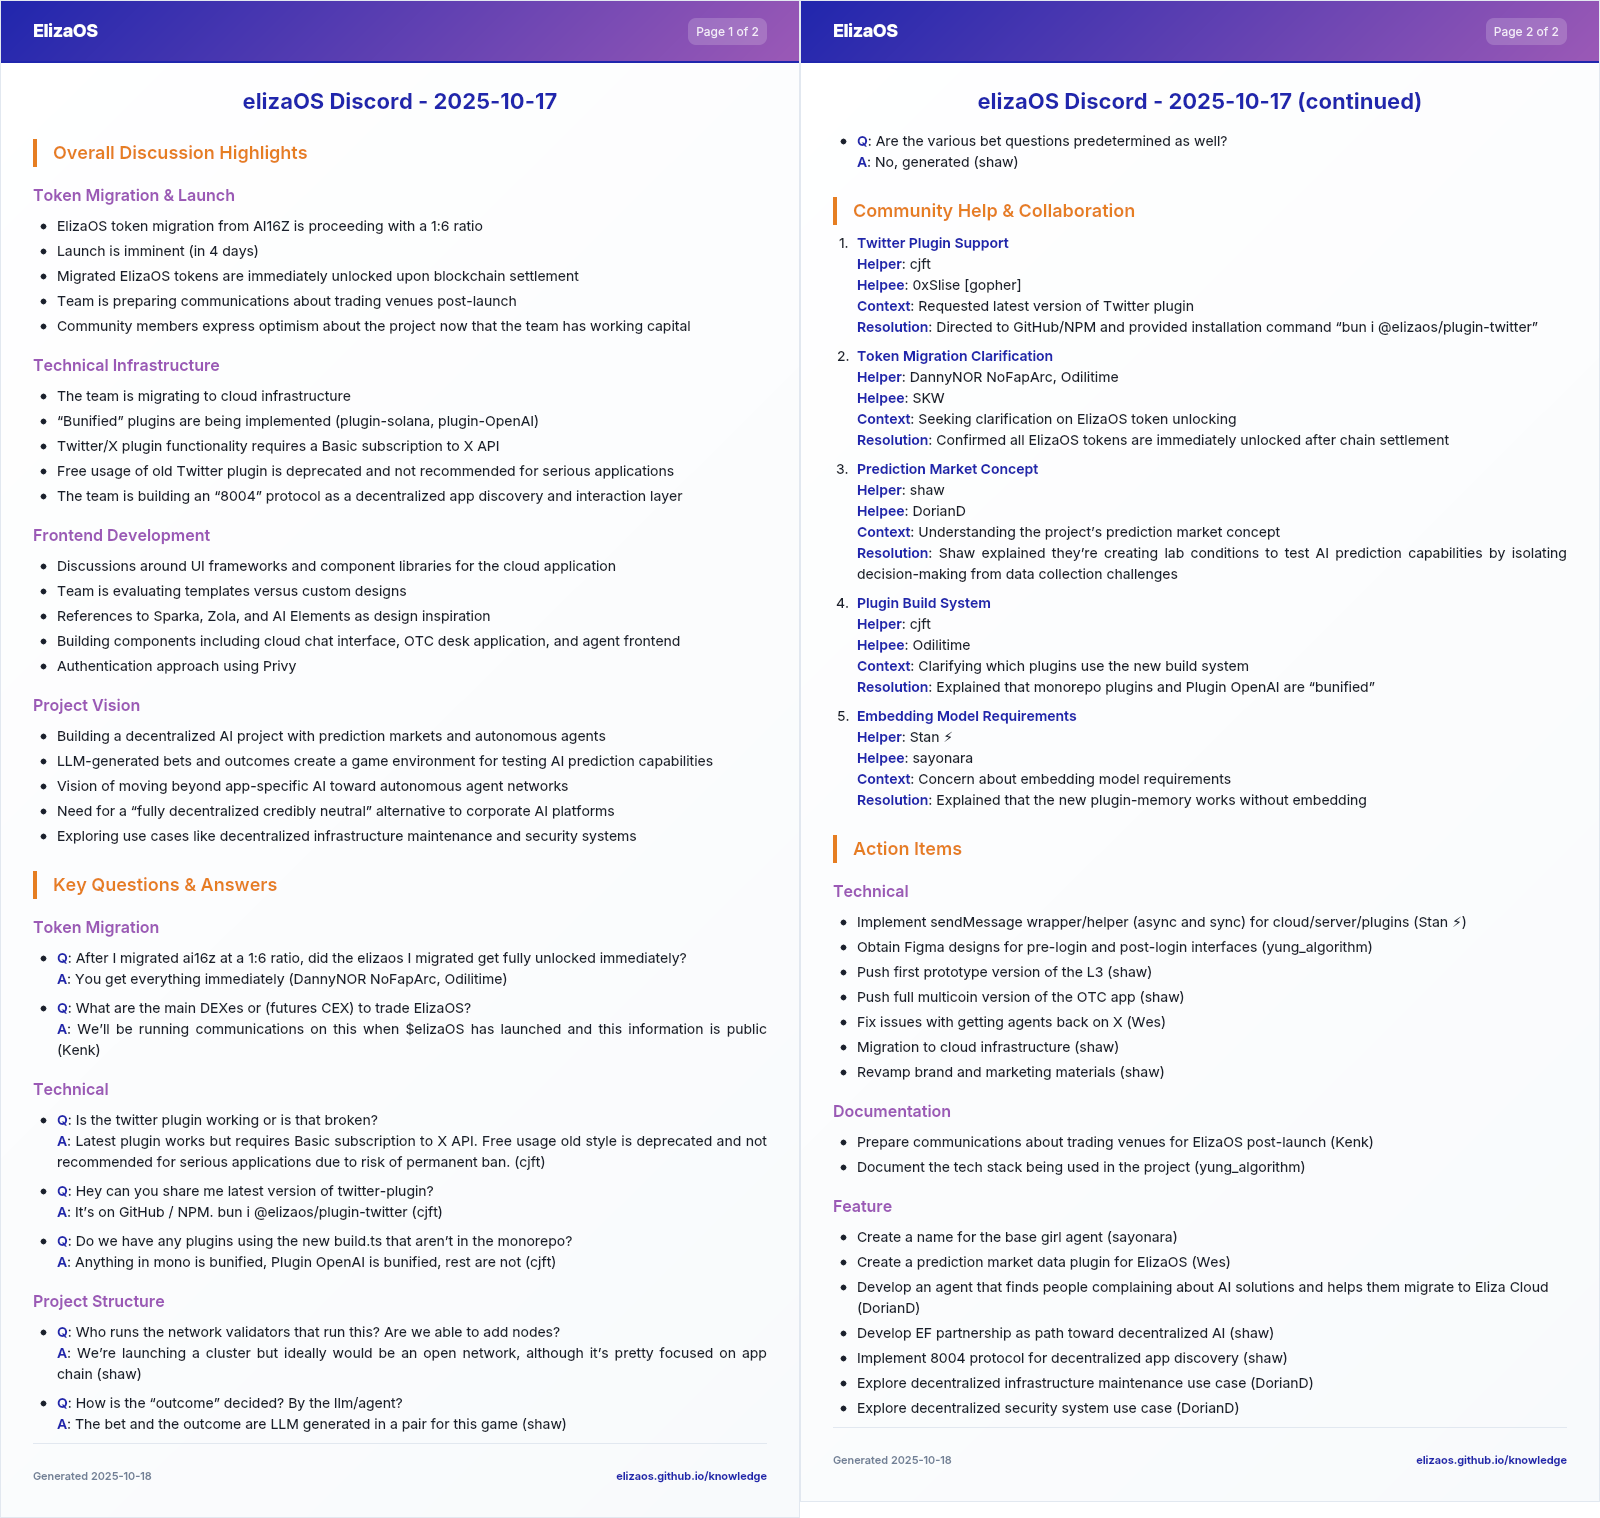 ElizaOS
Page 1 of 2
elizaOS Discord - 2025-10-17
Overall Discussion Highlights
Token Migration & Launch
• ElizaOS token migration from AI16Z is proceeding with a 1:6 ratio
• Launch is imminent (in 4 days)
• Migrated ElizaOS tokens are immediately unlocked upon blockchain settlement
• Team is preparing communications about trading venues post-launch
• Community members express optimism about the project now that the team has working capital
Technical Infrastructure
• The team is migrating to cloud infrastructure
• “Bunified” plugins are being implemented (plugin-solana, plugin-OpenAI)
• Twitter/X plugin functionality requires a Basic subscription to X API
• Free usage of old Twitter plugin is deprecated and not recommended for serious applications
• The team is building an “8004” protocol as a decentralized app discovery and interaction layer
Frontend Development
• Discussions around UI frameworks and component libraries for the cloud application
• Team is evaluating templates versus custom designs
• References to Sparka, Zola, and AI Elements as design inspiration
• Building components including cloud chat interface, OTC desk application, and agent frontend
• Authentication approach using Privy
Project Vision
• Building a decentralized AI project with prediction markets and autonomous agents
• LLM-generated bets and outcomes create a game environment for testing AI prediction capabilities
• Vision of moving beyond app-specific AI toward autonomous agent networks
• Need for a “fully decentralized credibly neutral” alternative to corporate AI platforms
• Exploring use cases like decentralized infrastructure maintenance and security systems
Key Questions & Answers
Token Migration
• Q: After I migrated ai16z at a 1:6 ratio, did the elizaos I migrated get fully unlocked immediately?
A: You get everything immediately (DannyNOR NoFapArc, Odilitime)
• Q: What are the main DEXes or (futures CEX) to trade ElizaOS?
A: We’ll be running communications on this when $elizaOS has launched and this information is public
(Kenk)
Technical
• Q: Is the twitter plugin working or is that broken?
A: Latest plugin works but requires Basic subscription to X API. Free usage old style is deprecated and not
recommended for serious applications due to risk of permanent ban. (cjft)
• Q: Hey can you share me latest version of twitter-plugin?
A: It’s on GitHub / NPM. bun i @elizaos/plugin-twitter (cjft)
• Q: Do we have any plugins using the new build.ts that aren’t in the monorepo?
A: Anything in mono is bunified, Plugin OpenAI is bunified, rest are not (cjft)
Project Structure
• Q: Who runs the network validators that run this? Are we able to add nodes?
A: We’re launching a cluster but ideally would be an open network, although it’s pretty focused on app
chain (shaw)
• Q: How is the “outcome” decided? By the llm/agent?
A: The bet and the outcome are LLM generated in a pair for this game (shaw)
Generated 2025-10-18
elizaos.github.io/knowledge
ElizaOS
Page 2 of 2
elizaOS Discord - 2025-10-17 (continued)
• Q: Are the various bet questions predetermined as well?
A: No, generated (shaw)
Community Help & Collaboration
1. Twitter Plugin Support
Helper: cjft
Helpee: 0xSlise [gopher]
Context: Requested latest version of Twitter plugin
Resolution: Directed to GitHub/NPM and provided installation command “bun i @elizaos/plugin-twitter”
2. Token Migration Clarification
Helper: DannyNOR NoFapArc, Odilitime
Helpee: SKW
Context: Seeking clarification on ElizaOS token unlocking
Resolution: Confirmed all ElizaOS tokens are immediately unlocked after chain settlement
3. Prediction Market Concept
Helper: shaw
Helpee: DorianD
Context: Understanding the project’s prediction market concept
Resolution: Shaw explained they’re creating lab conditions to test AI prediction capabilities by isolating
decision-making from data collection challenges
4. Plugin Build System
Helper: cjft
Helpee: Odilitime
Context: Clarifying which plugins use the new build system
Resolution: Explained that monorepo plugins and Plugin OpenAI are “bunified”
5. Embedding Model Requirements
Helper: Stan ⚡
Helpee: sayonara
Context: Concern about embedding model requirements
Resolution: Explained that the new plugin-memory works without embedding
Action Items
Technical
• Implement sendMessage wrapper/helper (async and sync) for cloud/server/plugins (Stan ⚡)
• Obtain Figma designs for pre-login and post-login interfaces (yung_algorithm)
• Push first prototype version of the L3 (shaw)
• Push full multicoin version of the OTC app (shaw)
• Fix issues with getting agents back on X (Wes)
• Migration to cloud infrastructure (shaw)
• Revamp brand and marketing materials (shaw)
Documentation
• Prepare communications about trading venues for ElizaOS post-launch (Kenk)
• Document the tech stack being used in the project (yung_algorithm)
Feature
• Create a name for the base girl agent (sayonara)
• Create a prediction market data plugin for ElizaOS (Wes)
• Develop an agent that finds people complaining about AI solutions and helps them migrate to Eliza Cloud
(DorianD)
• Develop EF partnership as path toward decentralized AI (shaw)
• Implement 8004 protocol for decentralized app discovery (shaw)
• Explore decentralized infrastructure maintenance use case (DorianD)
• Explore decentralized security system use case (DorianD)
Generated 2025-10-18
elizaos.github.io/knowledge